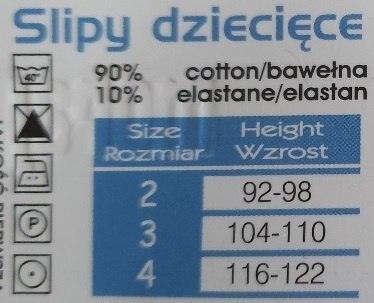 Slipy dziecięce
40°
90% cotton/bawełna
10% elastane/elastan
Size Height
Rozmiar Wzrost
2 92-98
3 104-110
P
4 116-122